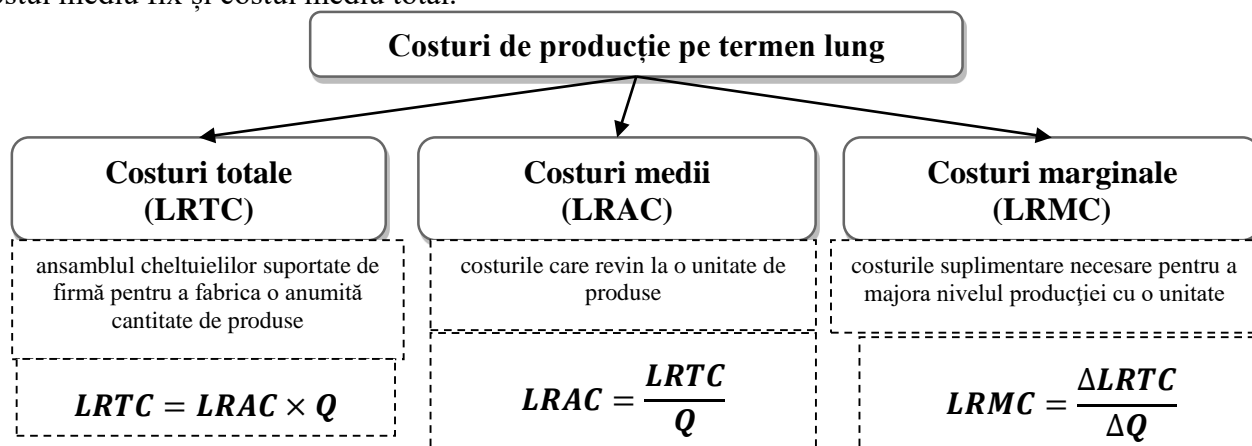 costul mediu fix și costul mediu total.
Costuri de producție pe termen lung
Costuri totale
(LRTC)
ansamblul cheltuielilor suportate de
firmă pentru a fabrica o anumită
cantitate de produse
LRTC = LRAC × Q
Costuri medii
(LRAC)
costurile care revin la o unitate de
produse
LRAC = LRTC / Q
Costuri marginale
(LRMC)
costurile suplimentare necesare pentru a
majora nivelul producţiei cu o unitate
LRMC = ΔLRTC / ΔQ